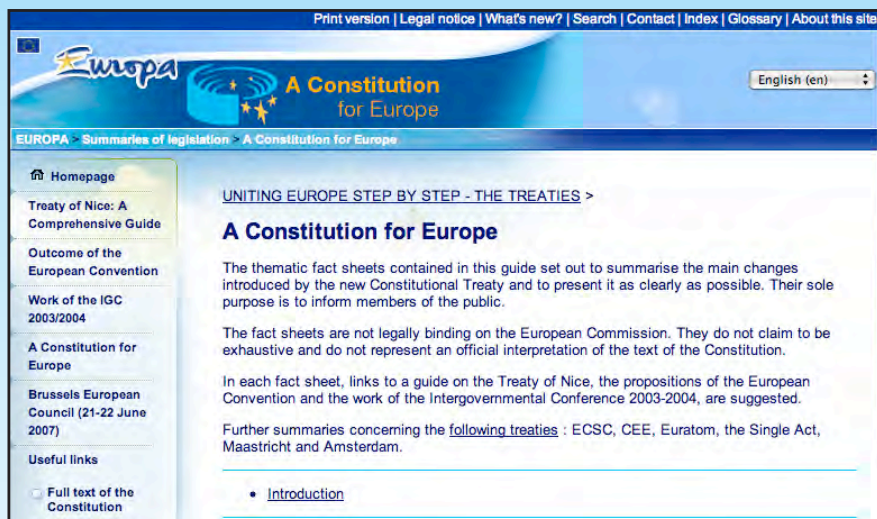 Print version | Legal notice | What's new? | Search | Contact | Index | Glossary | About this site
Europa
A Constitution
for Europe
English (en)
EUROPA > Summaries of legislation > A Constitution for Europe
Homepage
Treaty of Nice: A
Comprehensive Guide
Outcome of the
European Convention
Work of the IGC
2003/2004
A Constitution for
Europe
Brussels European
Council (21-22 June
2007)
Useful links
Full text of the
Constitution
UNITING EUROPE STEP BY STEP - THE TREATIES >
A Constitution for Europe
The thematic fact sheets contained in this guide set out to summarise the main changes
introduced by the new Constitutional Treaty and to present it as clearly as possible. Their sole
purpose is to inform members of the public.
The fact sheets are not legally binding on the European Commission. They do not claim to be
exhaustive and do not represent an official interpretation of the text of the Constitution.
In each fact sheet, links to a guide on the Treaty of Nice, the propositions of the European
Convention and the work of the Intergovernmental Conference 2003-2004, are suggested.
Further summaries concerning the following treaties : ECSC, CEE, Euratom, the Single Act,
Maastricht and Amsterdam.
• Introduction